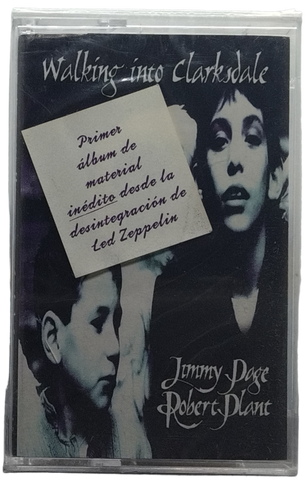 Walking into Clarksdale
Primer
álbum de
material
inédito desde la
desintegración de
Led Zeppelin
Jimmy Page
Robert Plant